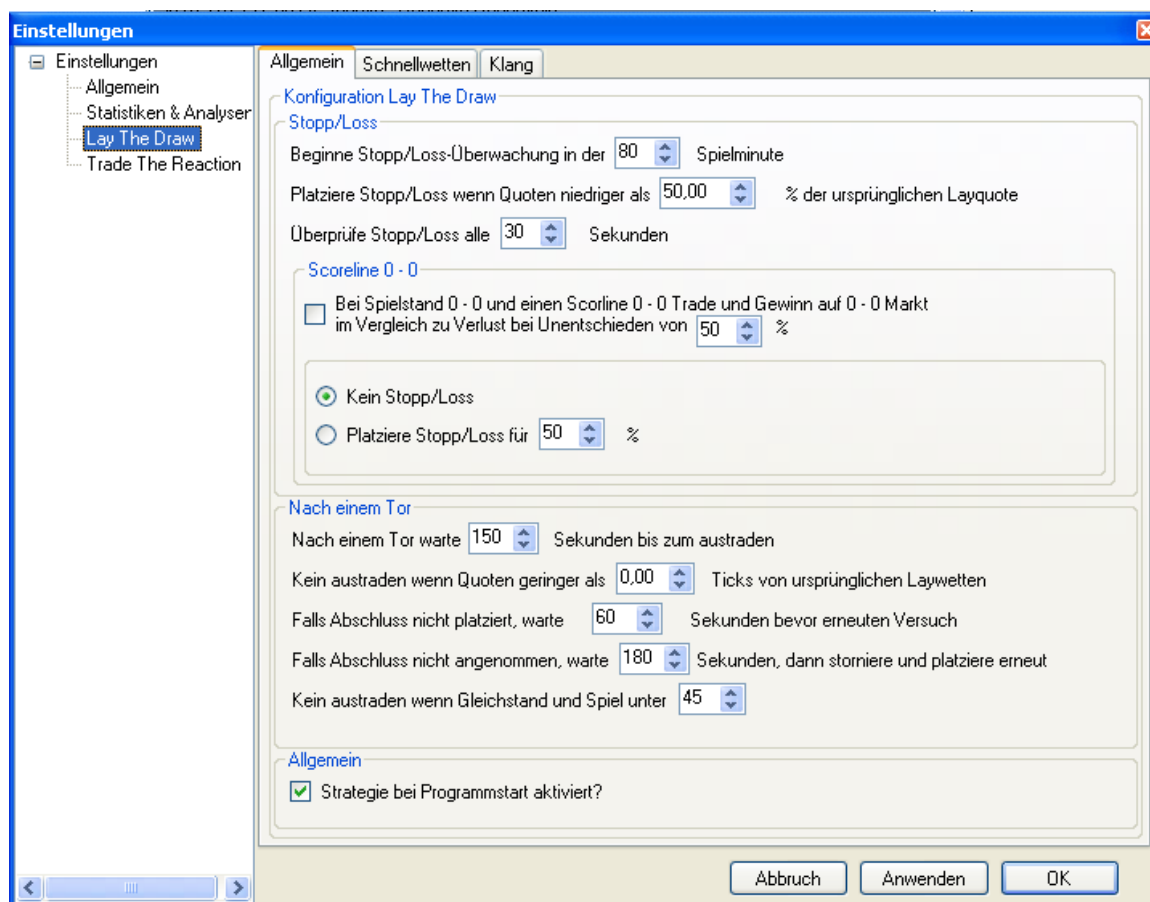 Einstellungen
Einstellungen
Allgemein
Statistiken & Analyser
Lay The Draw
Trade The Reaction
Allgemein Schnellwetten Klang
Konfiguration Lay The Draw
Stopp/Loss
Beginne Stopp/Loss-Überwachung in der 80 Spielminute
Platziere Stopp/Loss wenn Quoten niedriger als 50,00 % der ursprünglichen Layquote
Überprüfe Stopp/Loss alle 30 Sekunden
Scoreline 0 - 0
Bei Spielstand 0 - 0 und einen Scorline 0 - 0 Trade und Gewinn auf 0 - 0 Markt
im Vergleich zu Verlust bei Unentschieden von 50 %
Kein Stopp/Loss
Platziere Stopp/Loss für 50 %
Nach einem Tor
Nach einem Tor warte 150 Sekunden bis zum austraden
Kein austraden wenn Quoten geringer als 0,00 Ticks von ursprünglichen Laywetten
Falls Abschluss nicht platziert, warte 60 Sekunden bevor erneuten Versuch
Falls Abschluss nicht angenommen, warte 180 Sekunden, dann storniere und platziere erneut
Kein austraden wenn Gleichstand und Spiel unter 45
Allgemein
Strategie bei Programmstart aktiviert?
Abbruch Anwenden OK